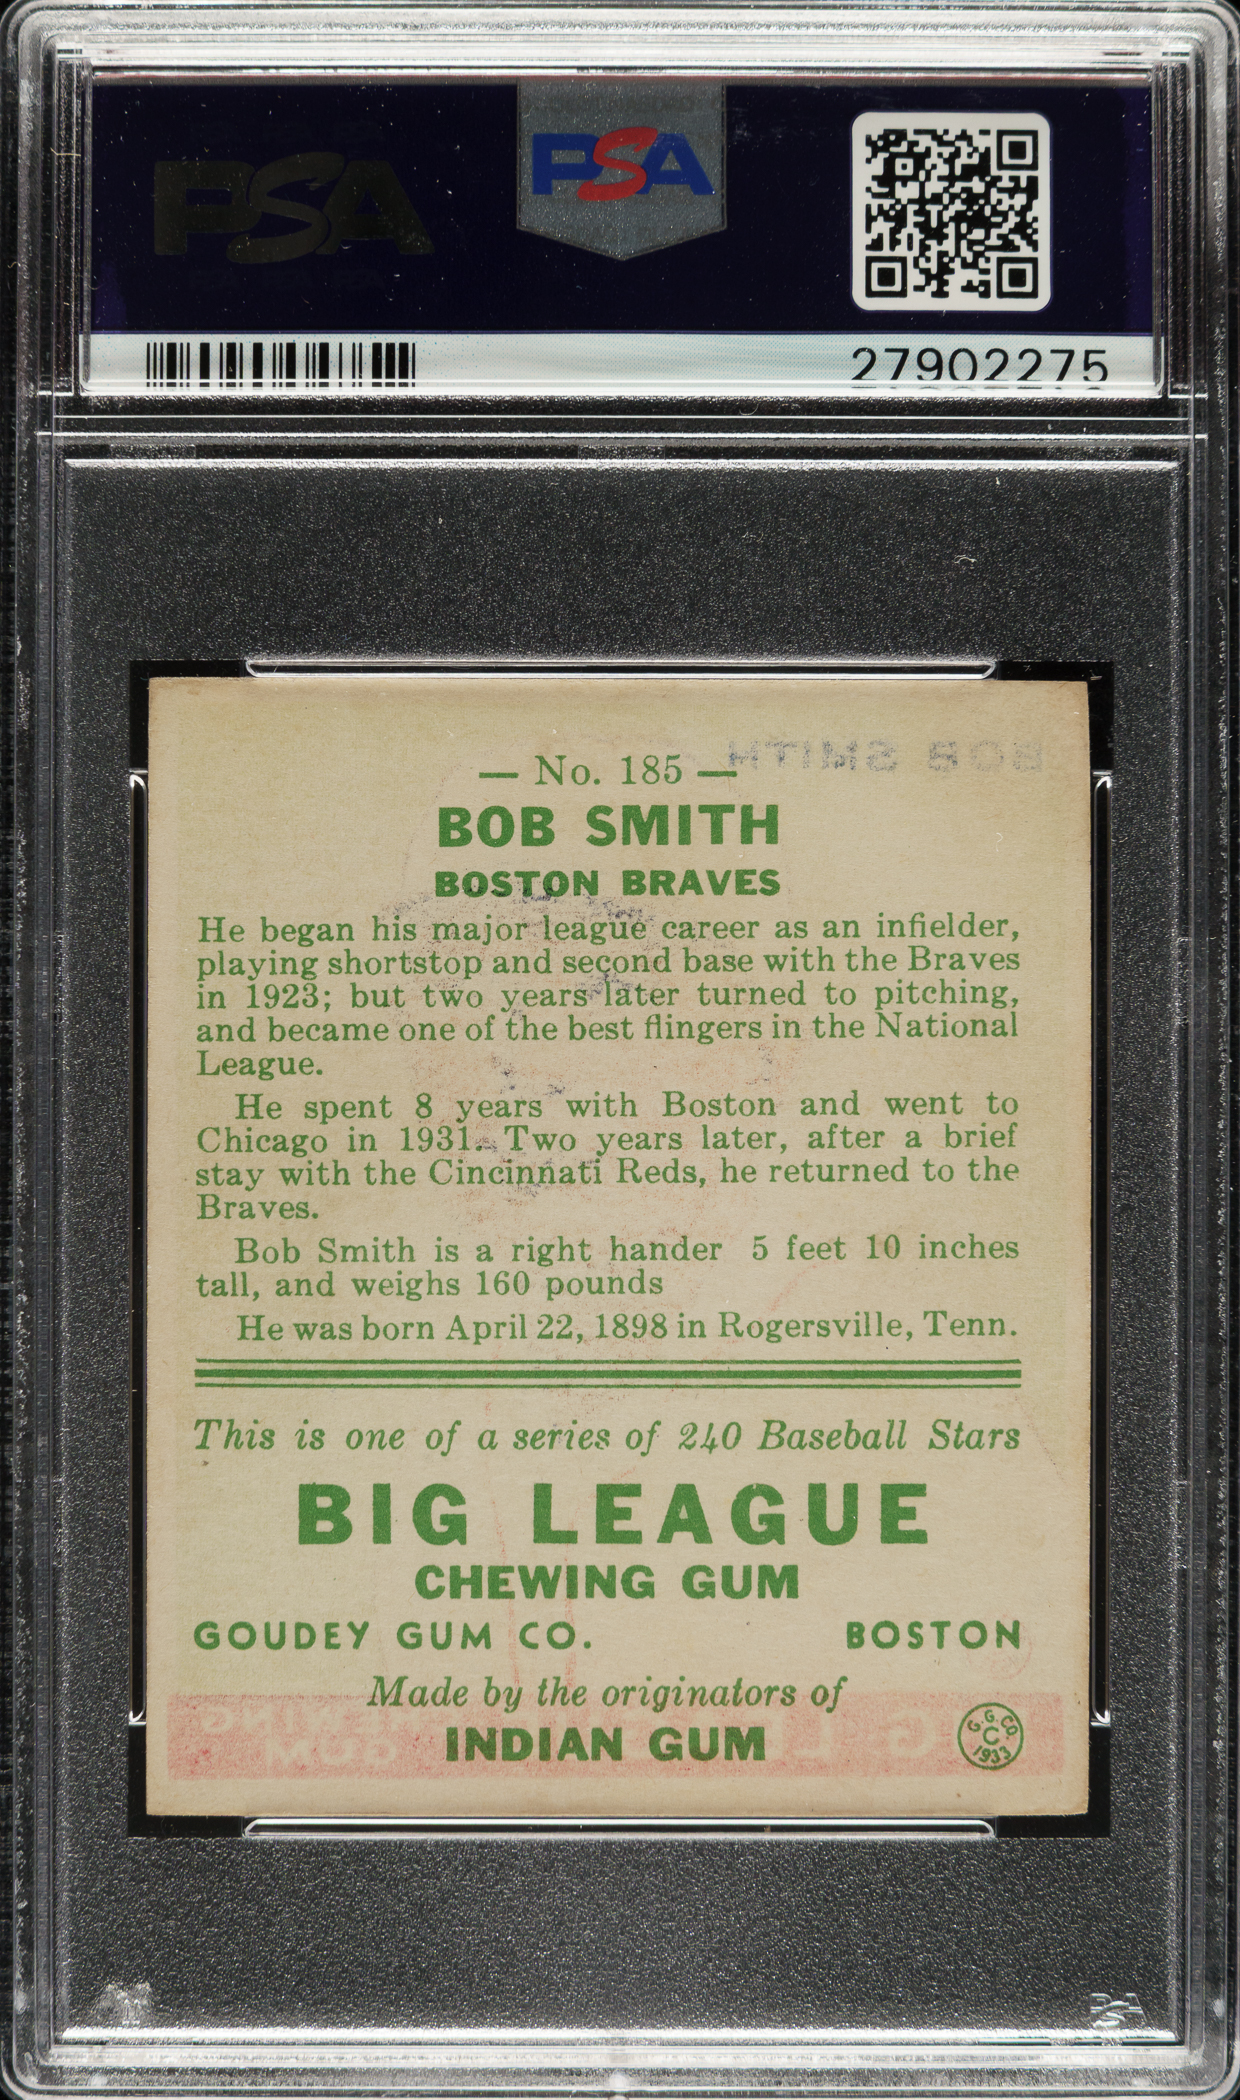 PSA
PSA
27902275
BOB SMITH
— No. 185 —
BOB SMITH
BOSTON BRAVES
He began his major league career as an infielder,
playing shortstop and second base with the Braves
in 1923; but two years later turned to pitching,
and became one of the best flingers in the National
League.
He spent 8 years with Boston and went to
Chicago in 1931. Two years later, after a brief
stay with the Cincinnati Reds, he returned to the
Braves.
Bob Smith is a right hander 5 feet 10 inches
tall, and weighs 160 pounds
He was born April 22, 1898 in Rogersville, Tenn.
This is one of a series of 240 Baseball Stars
BIG LEAGUE
CHEWING GUM
GOUDEY GUM CO. BOSTON
Made by the originators of
INDIAN GUM
G.G.CO.
C
1933
PSA